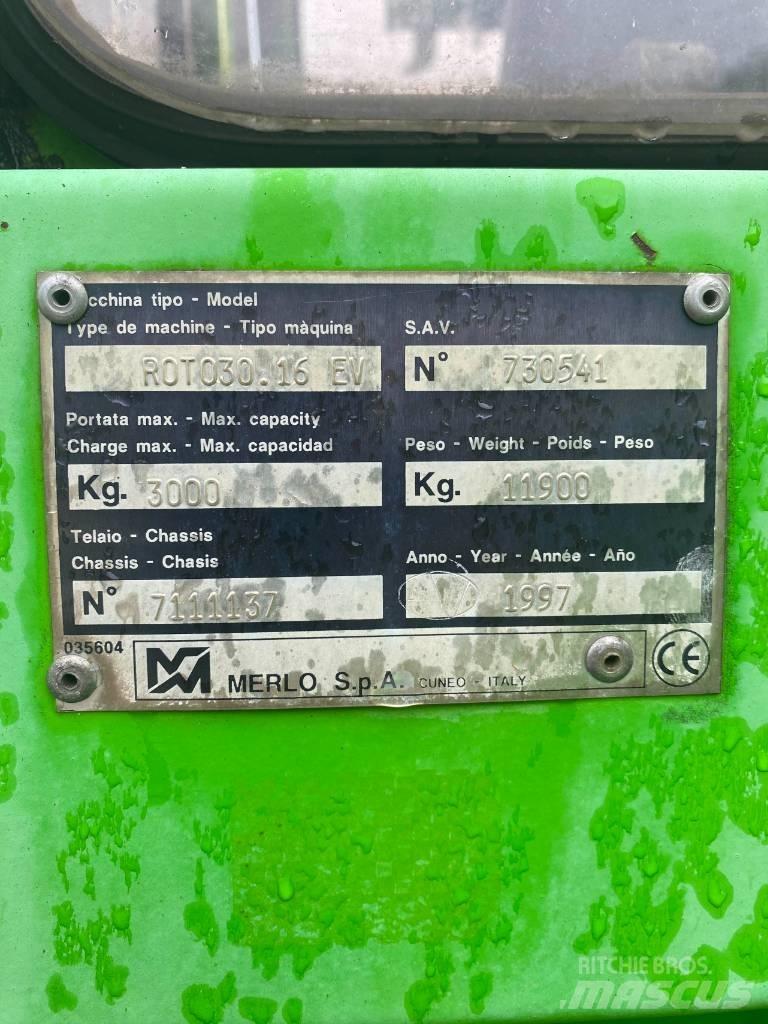 cchina tipo - Model
Type de machine - Tipo màquina
ROTO30.16 EV
S.A.V.
N° 730541
Portata max. - Max. capacity
Charge max. - Max. capacidad
Kg. 3000
Peso - Weight - Poids - Peso
Kg. 11900
Telaio - Chassis
Chassis - Chasis
N° 7111137
Anno - Year - Année - Año
1997
035604
MERLO S.p.A. CUNEO - ITALY
CE
RITCHIE BROS.
MASCUS